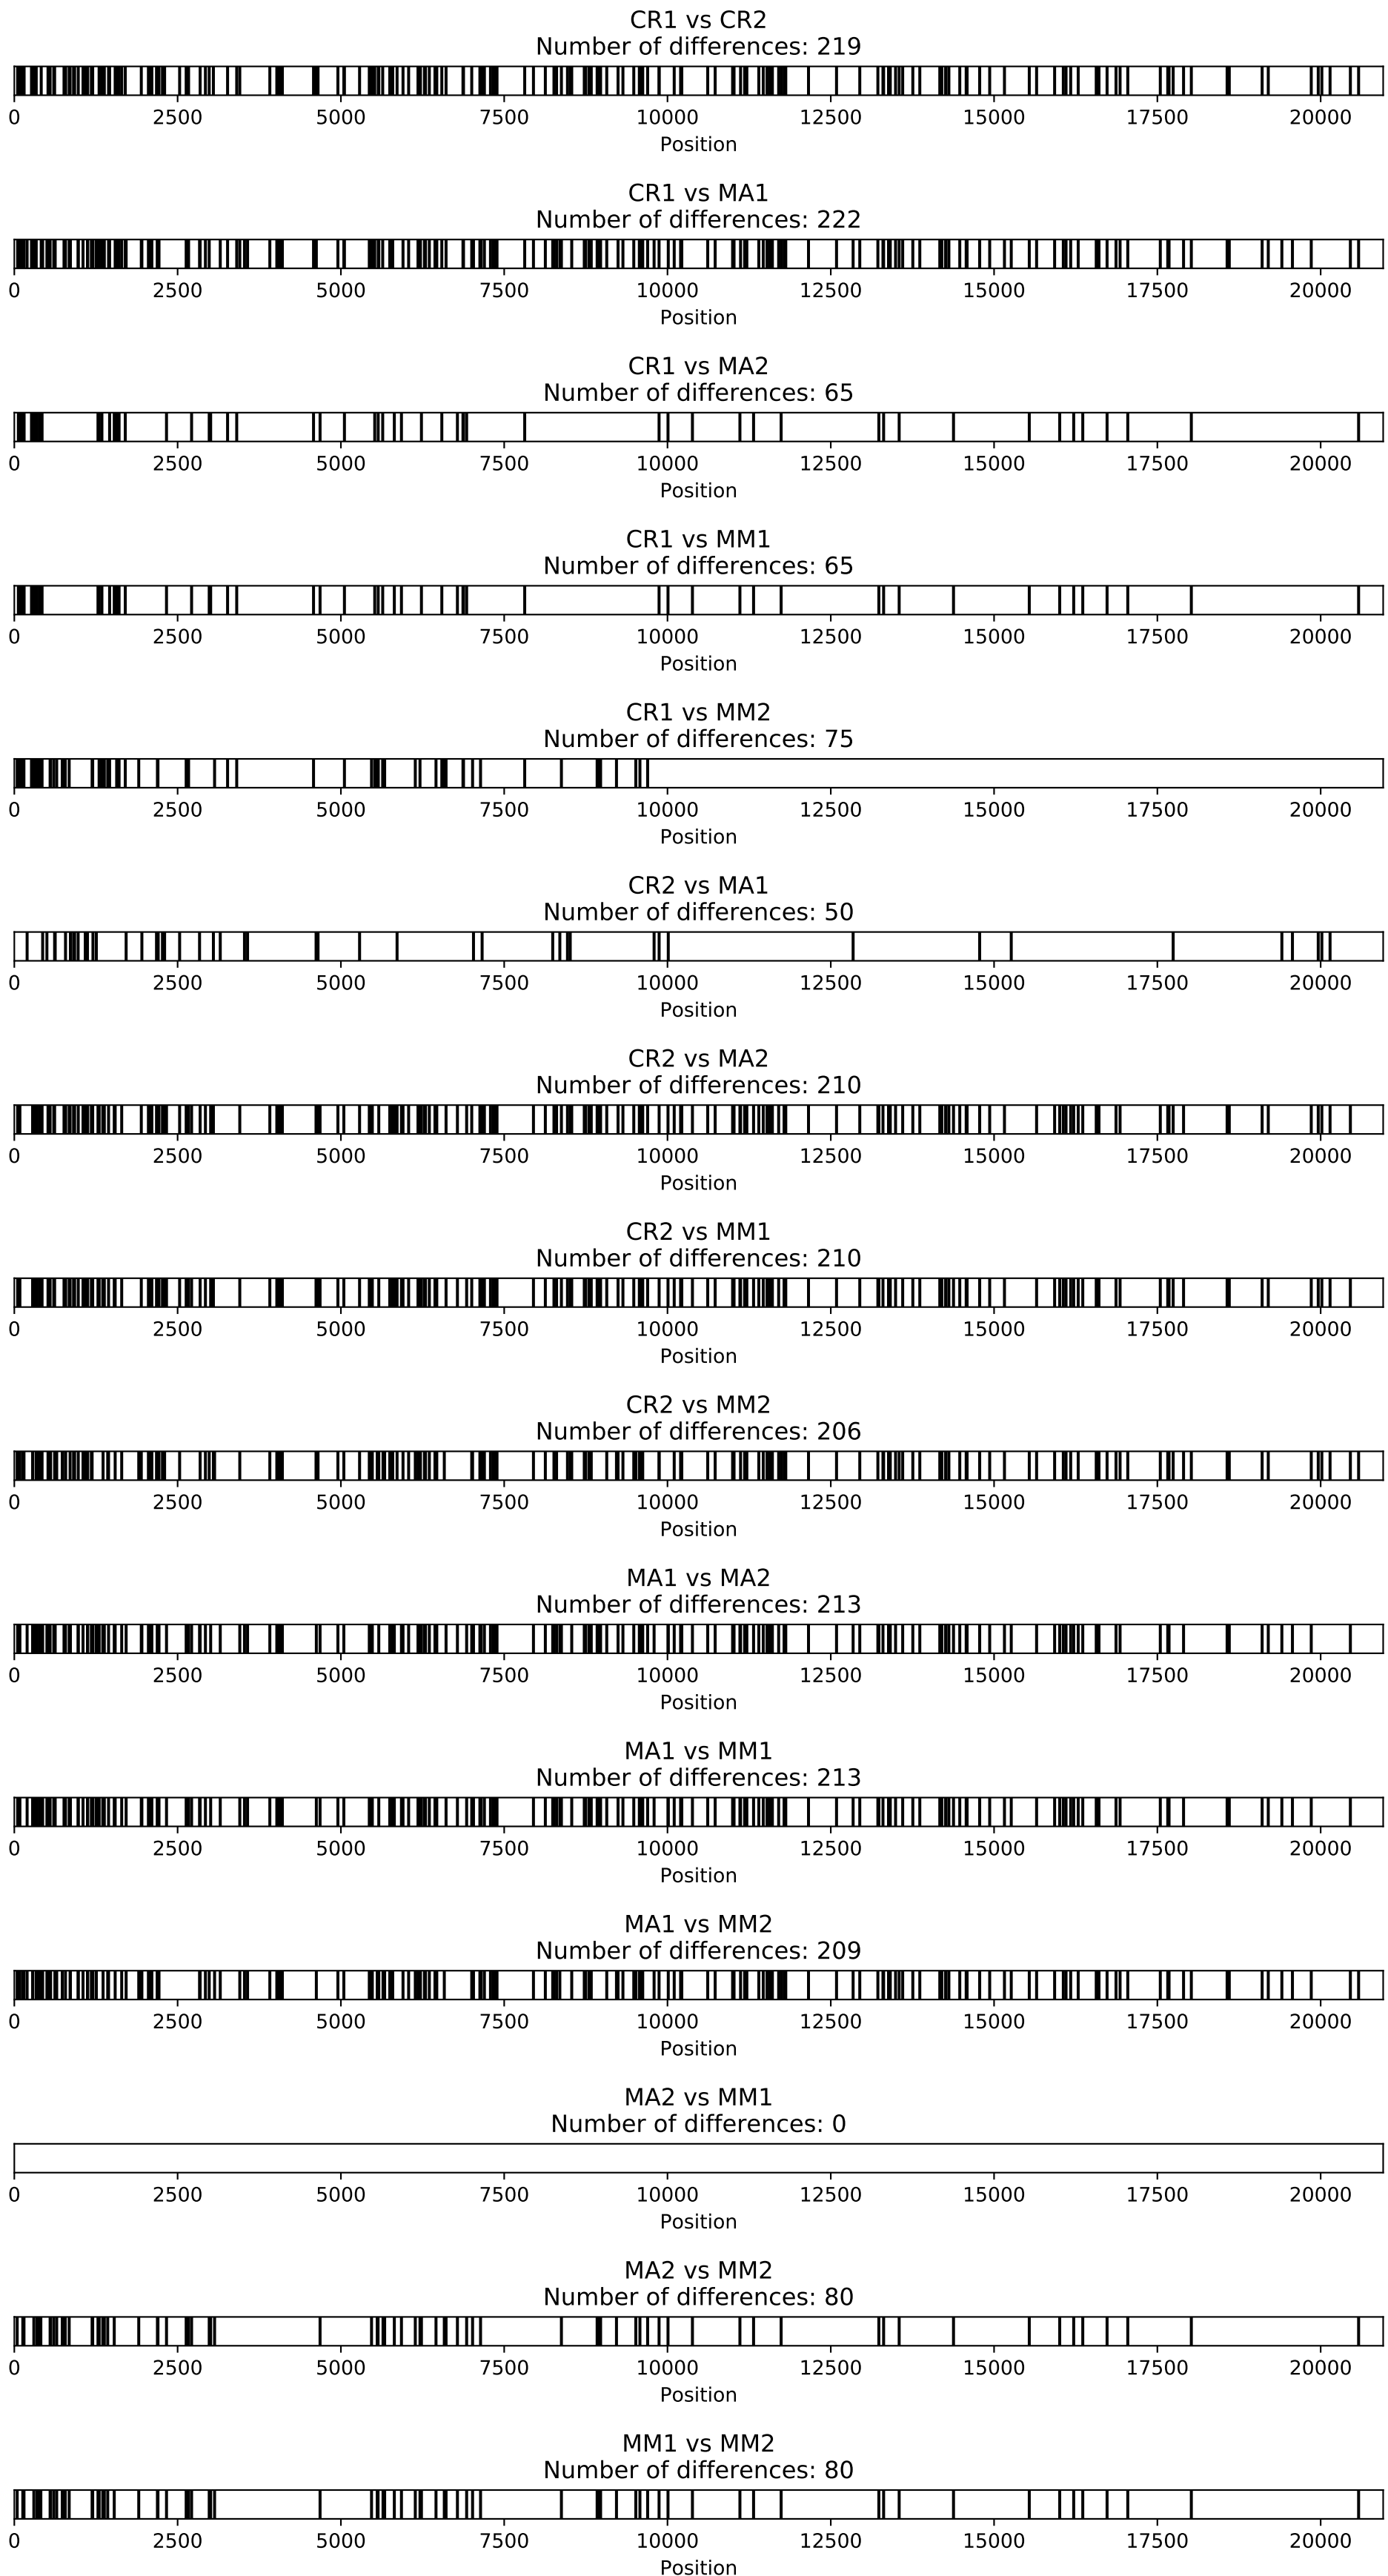 CR1 vs CR2
Number of differences: 219
0 2500 5000 7500 10000 12500 15000 17500 20000
Position
CR1 vs MA1
Number of differences: 222
0 2500 5000 7500 10000 12500 15000 17500 20000
Position
CR1 vs MA2
Number of differences: 65
0 2500 5000 7500 10000 12500 15000 17500 20000
Position
CR1 vs MM1
Number of differences: 65
0 2500 5000 7500 10000 12500 15000 17500 20000
Position
CR1 vs MM2
Number of differences: 75
0 2500 5000 7500 10000 12500 15000 17500 20000
Position
CR2 vs MA1
Number of differences: 50
0 2500 5000 7500 10000 12500 15000 17500 20000
Position
CR2 vs MA2
Number of differences: 210
0 2500 5000 7500 10000 12500 15000 17500 20000
Position
CR2 vs MM1
Number of differences: 210
0 2500 5000 7500 10000 12500 15000 17500 20000
Position
CR2 vs MM2
Number of differences: 206
0 2500 5000 7500 10000 12500 15000 17500 20000
Position
MA1 vs MA2
Number of differences: 213
0 2500 5000 7500 10000 12500 15000 17500 20000
Position
MA1 vs MM1
Number of differences: 213
0 2500 5000 7500 10000 12500 15000 17500 20000
Position
MA1 vs MM2
Number of differences: 209
0 2500 5000 7500 10000 12500 15000 17500 20000
Position
MA2 vs MM1
Number of differences: 0
0 2500 5000 7500 10000 12500 15000 17500 20000
Position
MA2 vs MM2
Number of differences: 80
0 2500 5000 7500 10000 12500 15000 17500 20000
Position
MM1 vs MM2
Number of differences: 80
0 2500 5000 7500 10000 12500 15000 17500 20000
Position